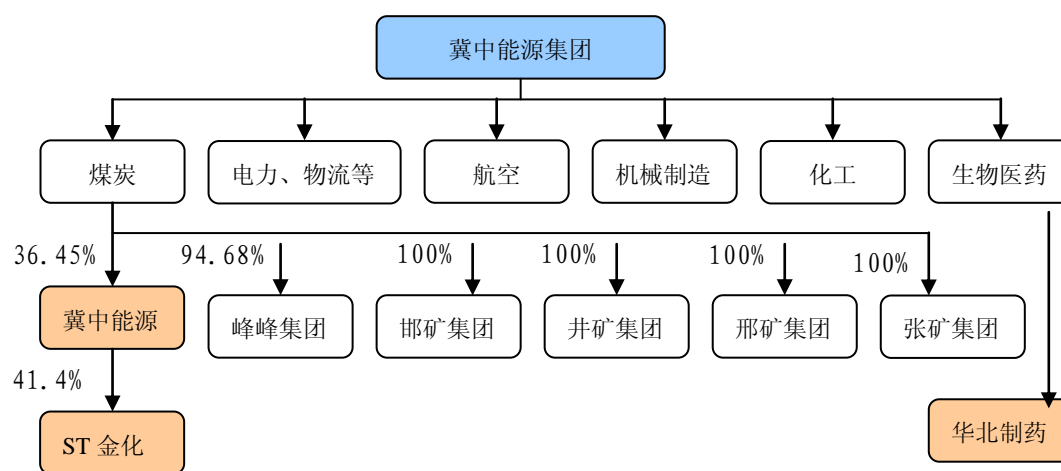 冀中能源集团
煤炭
电力、物流等
航空
机械制造
化工
生物医药
36.45%
94.68%
100%
100%
100%
100%
冀中能源
峰峰集团
邯矿集团
井矿集团
邢矿集团
张矿集团
41.4%
ST 金化
华北制药